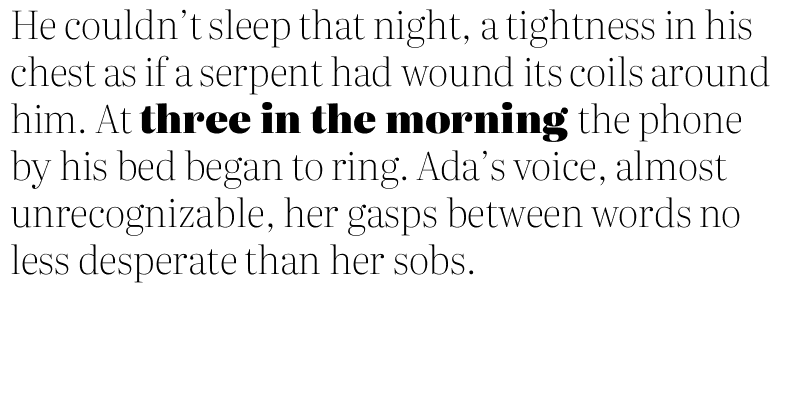 He couldn’t sleep that night, a tightness in his
chest as if a serpent had wound its coils around
him. At three in the morning the phone
by his bed began to ring. Ada’s voice, almost
unrecognizable, her gasps between words no
less desperate than her sobs.